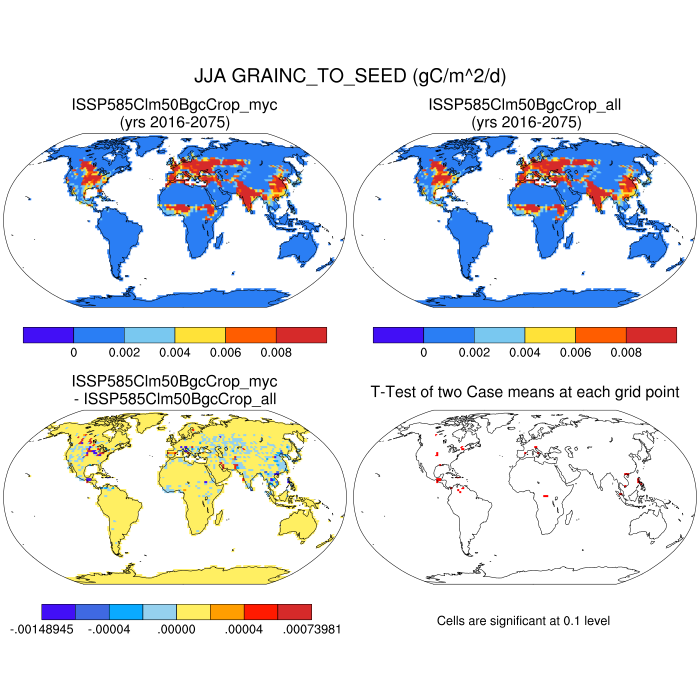 JJA GRAINC_TO_SEED (gC/m^2/d)
ISSP585Clm50BgcCrop_myc
(yrs 2016-2075)
ISSP585Clm50BgcCrop_all
(yrs 2016-2075)
0 0.002 0.004 0.006 0.008
0 0.002 0.004 0.006 0.008
ISSP585Clm50BgcCrop_myc
- ISSP585Clm50BgcCrop_all
T-Test of two Case means at each grid point
-.00148945 -.00004 .00000 .00004 .00073981
Cells are significant at 0.1 level